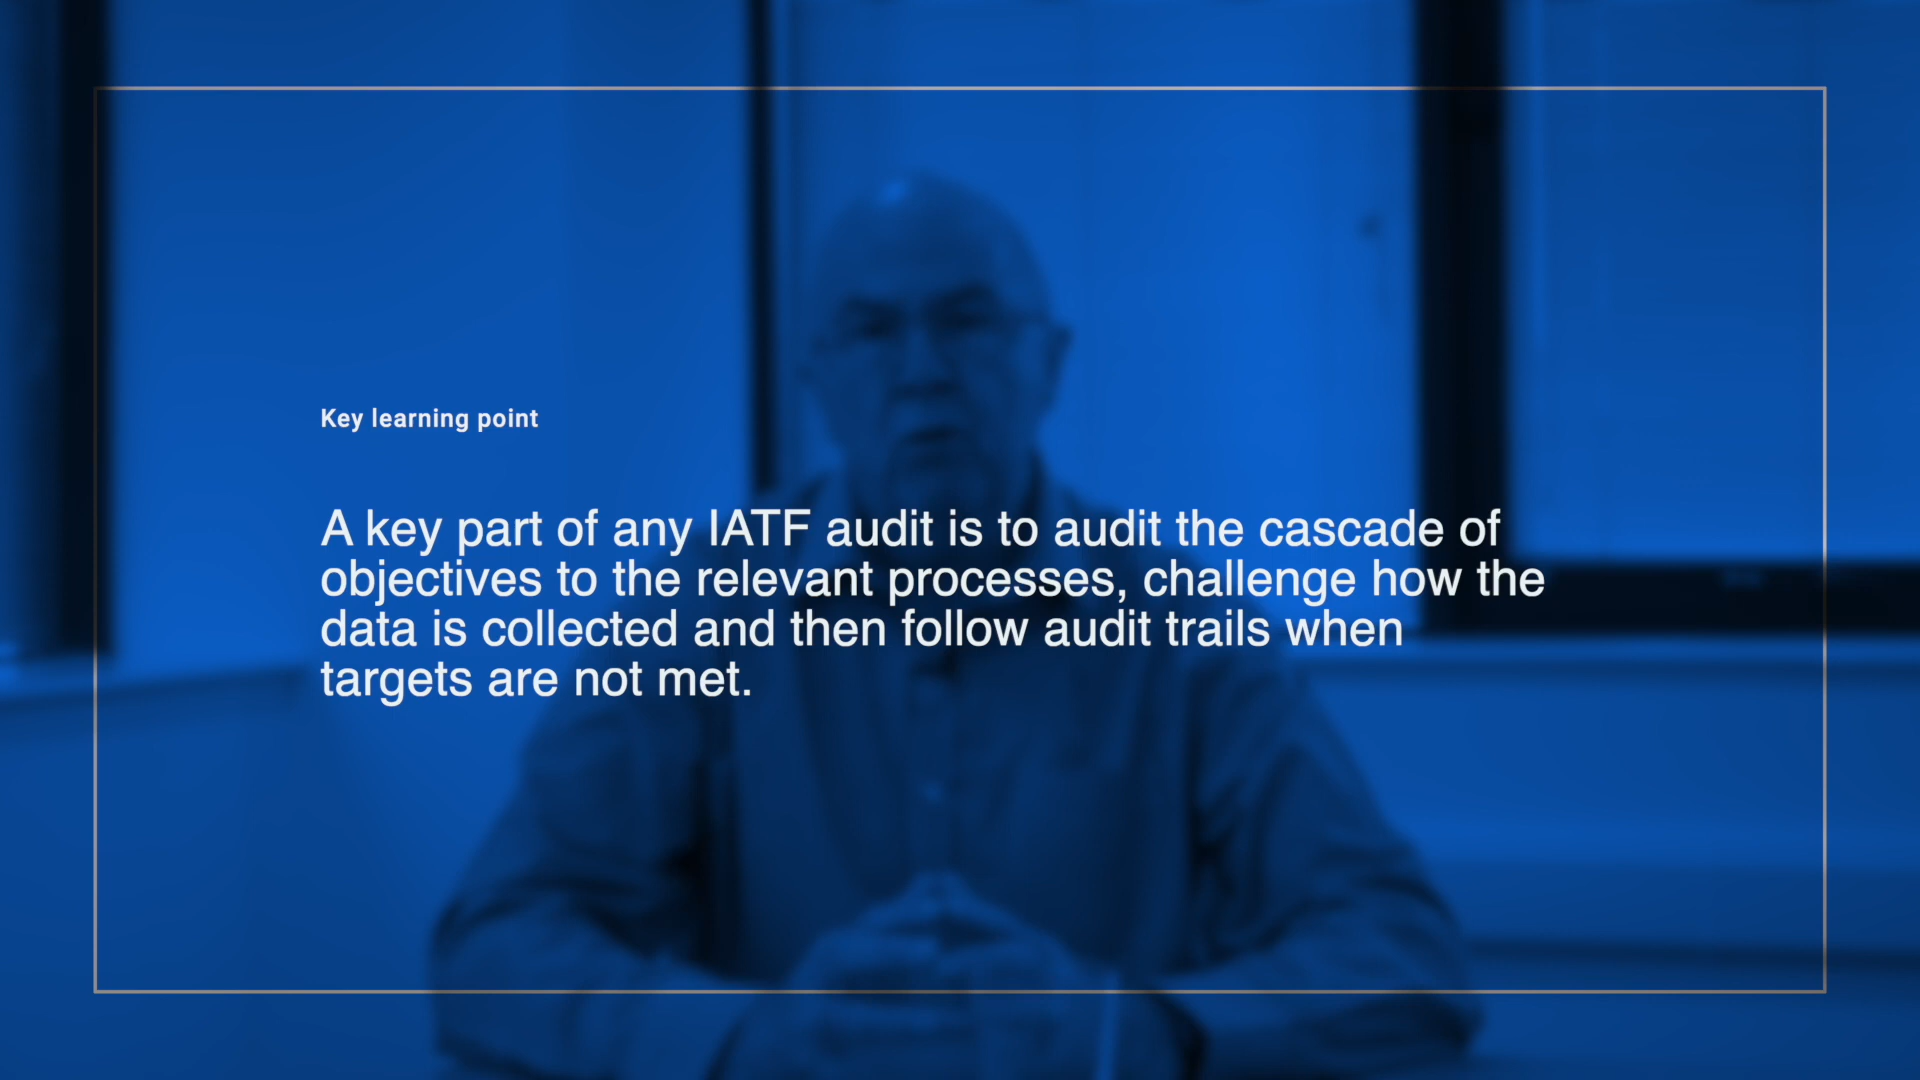 Key learning point
A key part of any IATF audit is to audit the cascade of
objectives to the relevant processes, challenge how the
data is collected and then follow audit trails when
targets are not met.